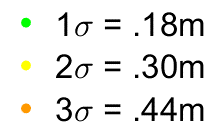 1σ = .18m
2σ = .30m
3σ = .44m